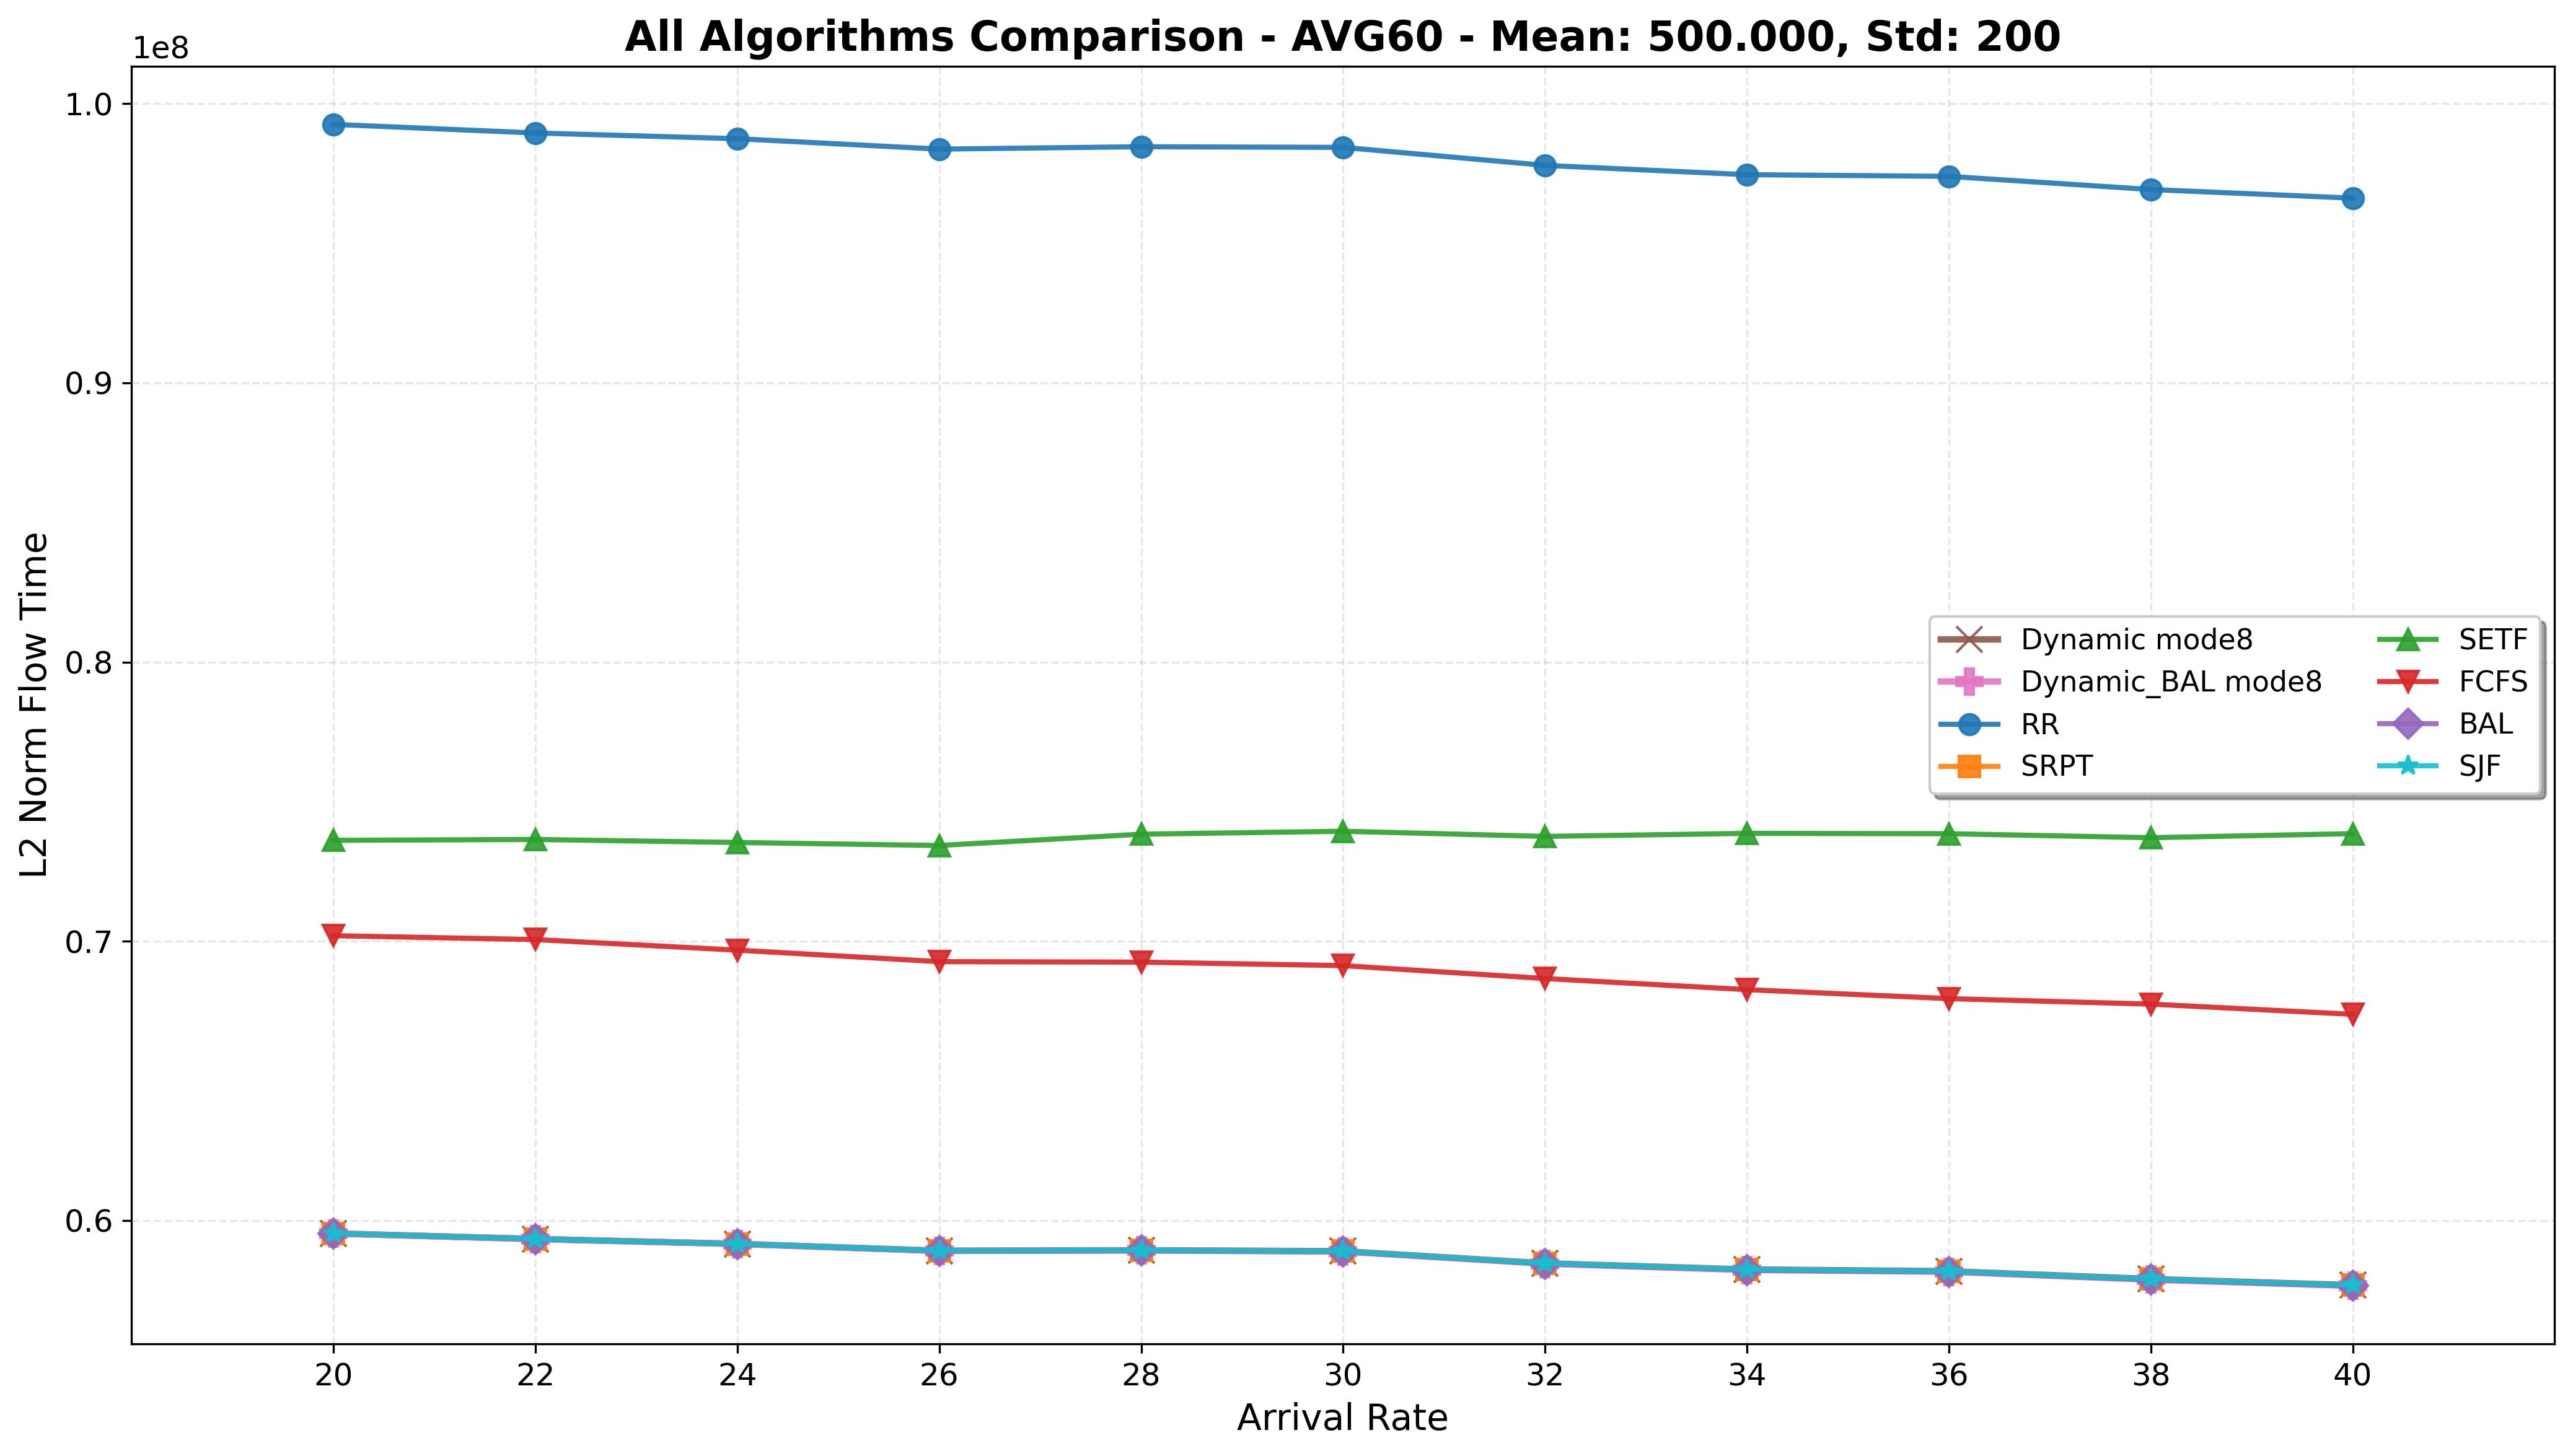 All Algorithms Comparison - AVG60 - Mean: 500.000, Std: 200
1e8
1.0
0.9
0.8
0.7
0.6
L2 Norm Flow Time
Dynamic mode8
Dynamic_BAL mode8
RR
SRPT
SETF
FCFS
BAL
SJF
20 22 24 26 28 30 32 34 36 38 40
Arrival Rate